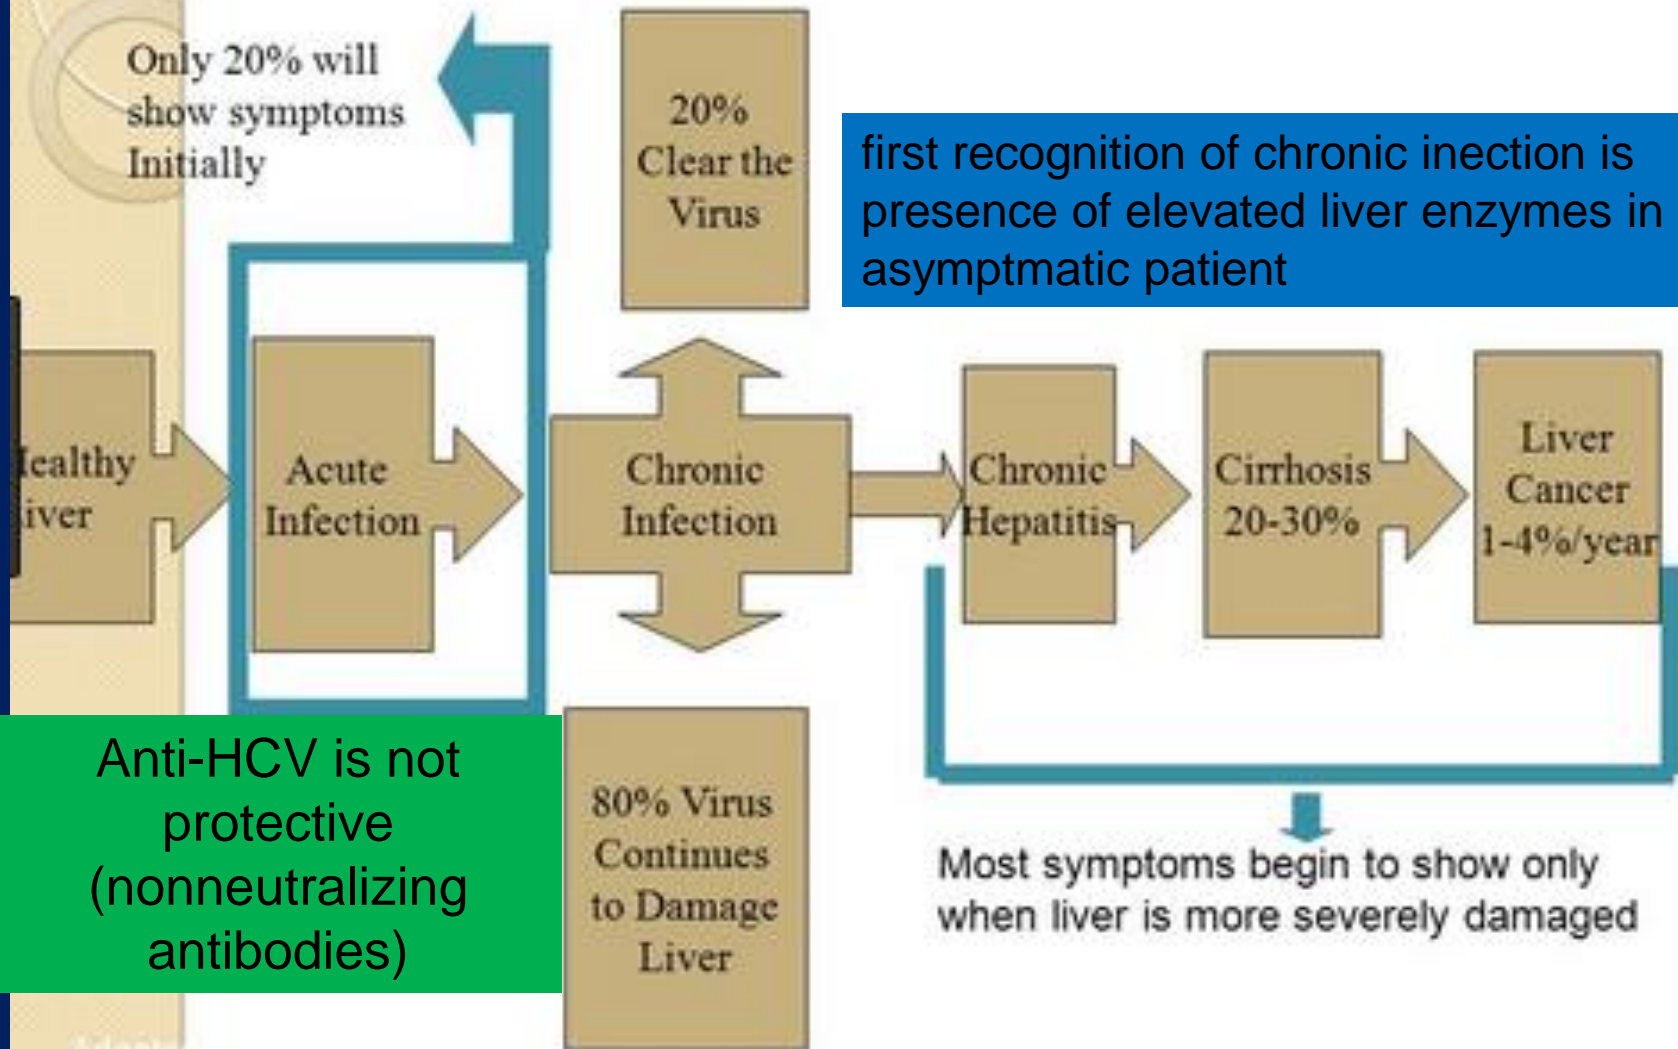 Only 20% will
show symptoms
Initially
20%
Clear the
Virus
first recognition of chronic inection is
presence of elevated liver enzymes in
asymptmatic patient
ealthy
iver
Acute
Infection
Chronic
Infection
Chronic
Hepatitis
Cirrhosis
20-30%
Liver
Cancer
1-4%/year
Anti-HCV is not
protective
(nonneutralizing
antibodies)
80% Virus
Continues
to Damage
Liver
Most symptoms begin to show only
when liver is more severely damaged